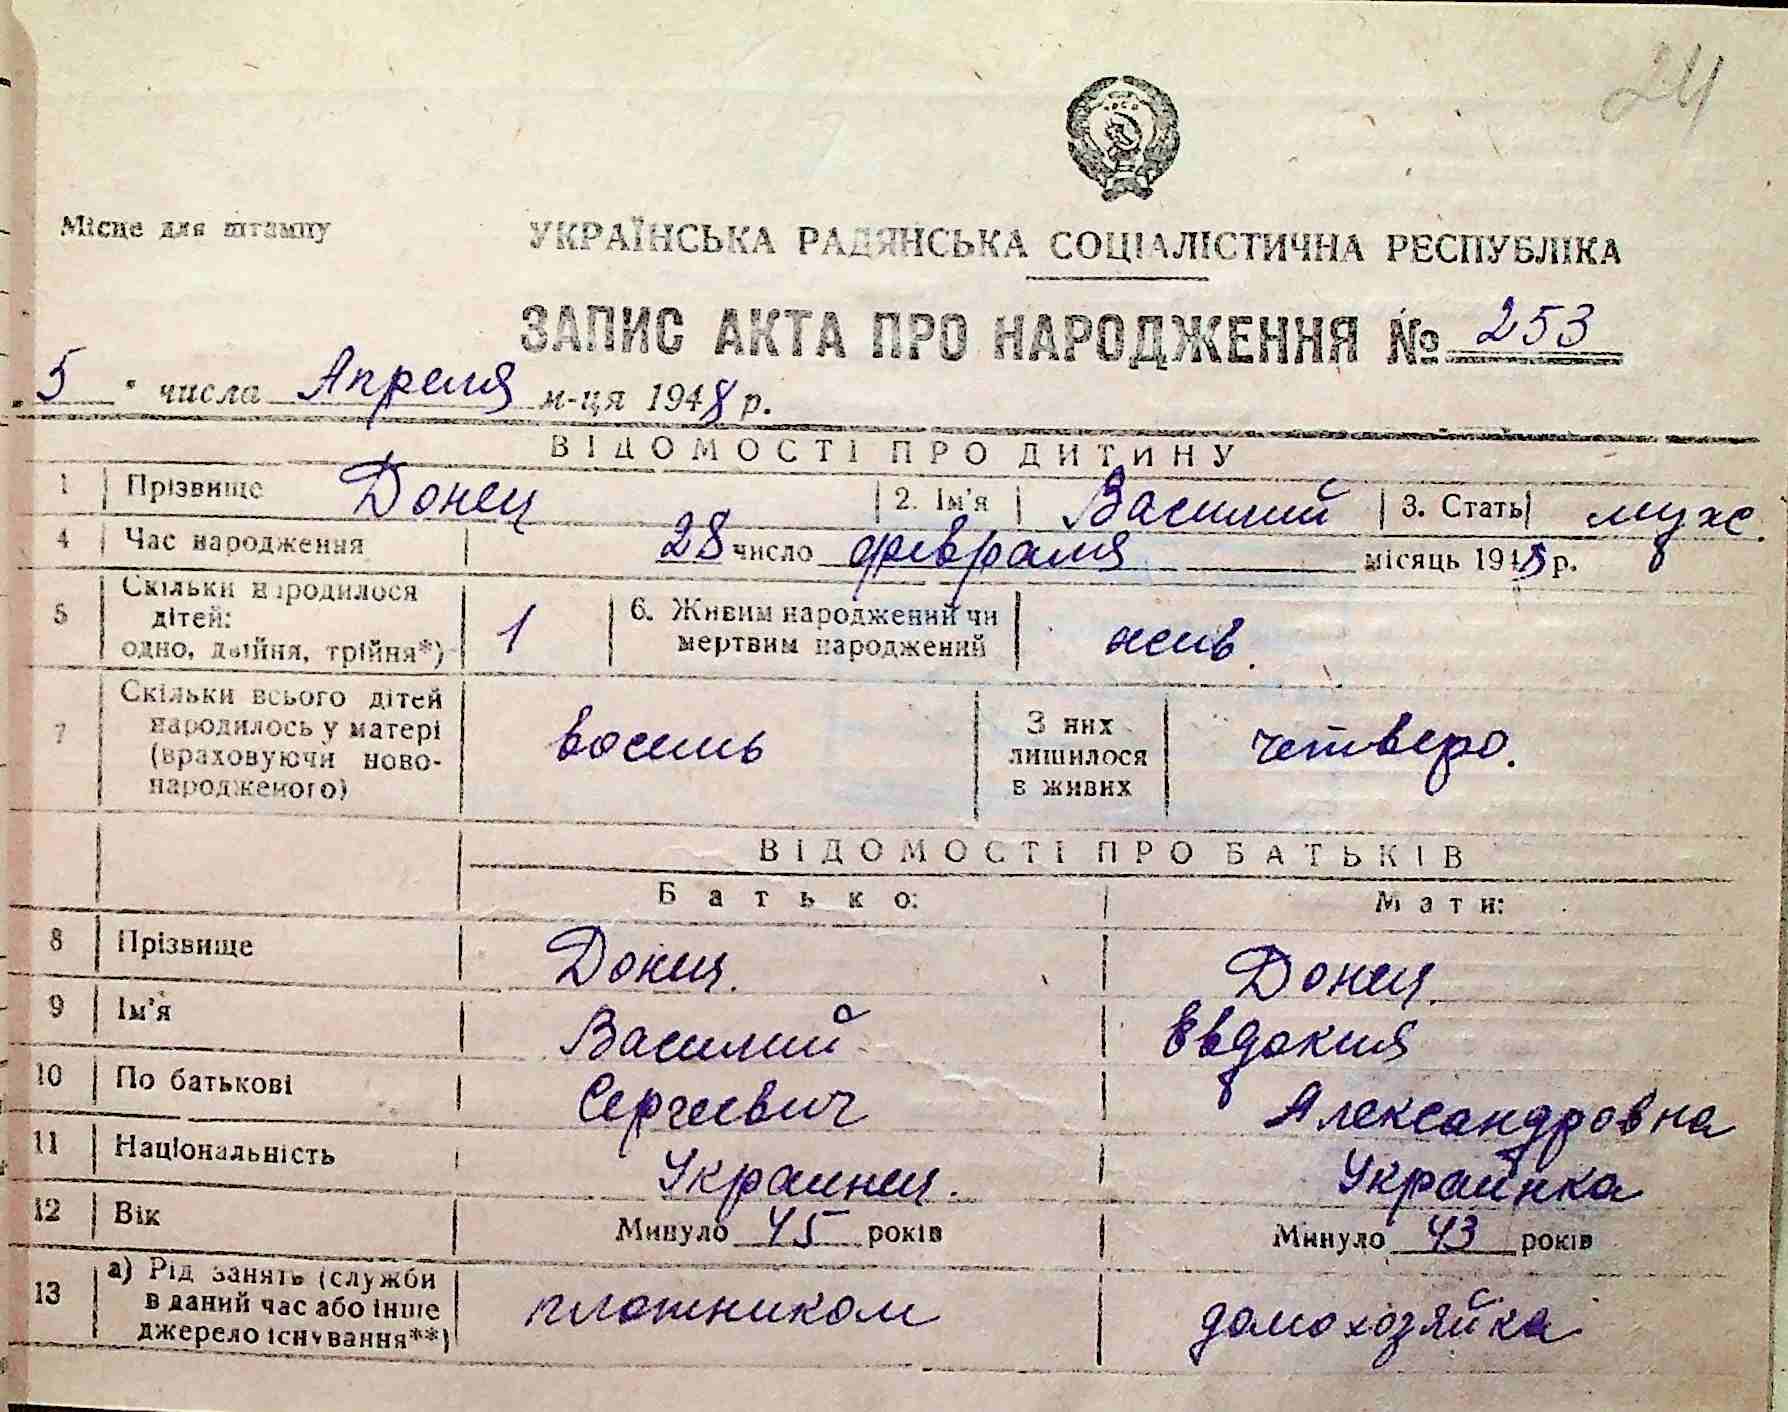 24
Місце для штампу
УКРАЇНСЬКА РАДЯНСЬКА СОЦІАЛІСТИЧНА РЕСПУБЛІКА
ЗАПИС АКТА ПРО НАРОДЖЕННЯ № 253
„5" числа Апреля м-ця 1948 р.
ВІДОМОСТІ ПРО ДИТИНУ
1 Прізвище Донец 2. Ім'я Василий 3. Стать мужс.
4 Час народження 28 число февраля місяць 1948 р.
5 Скільки народилося
дітей:
одно, двійня, трійня*) 1 6. Живим народжений чи
мертвим народжений жив.
7 Скільки всього дітей
народилось у матері
(враховуючи ново-
народженого) восемь З них
лишилося
в живих четверо.
ВІДОМОСТІ ПРО БАТЬКІВ
Батько: Мати:
8 Прізвище Донец. Донец.
9 Ім'я Василий Евдокия
10 По батькові Сергеевич Александровна
11 Національність Украинец. Украинка
12 Вік Минуло 45 років Минуло 43 років
13 а) Рід занять (служби
в даний час або інше
джерело існування**) плотником домохозяйка